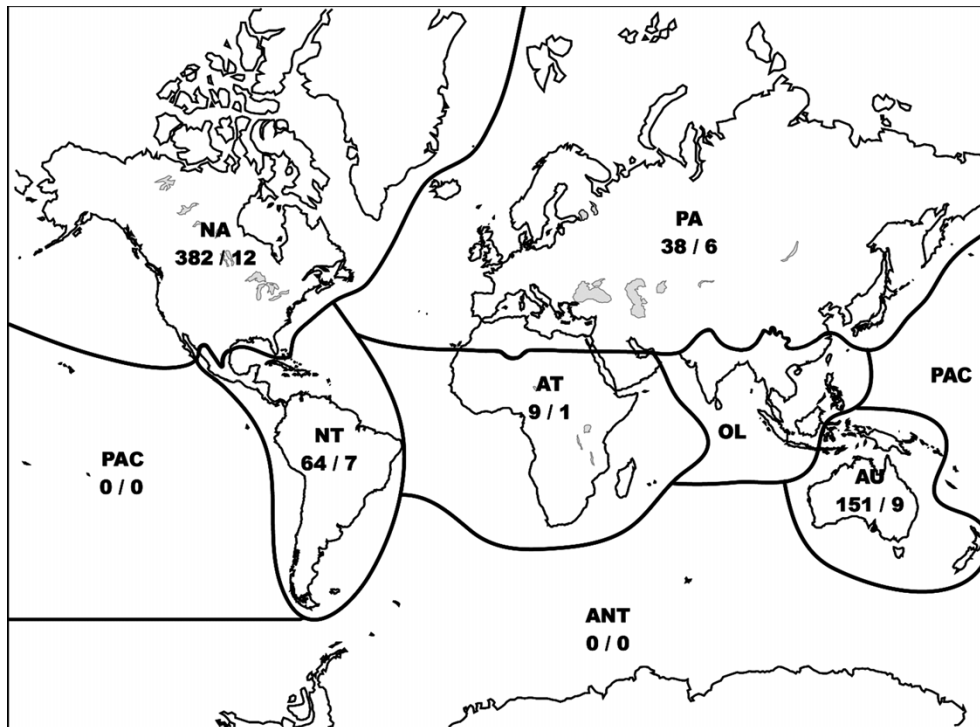 NA
382 / 12
PA
38 / 6
PAC
AT
9 / 1
OL
NT
64 / 7
PAC
0 / 0
AU
151 / 9
ANT
0 / 0